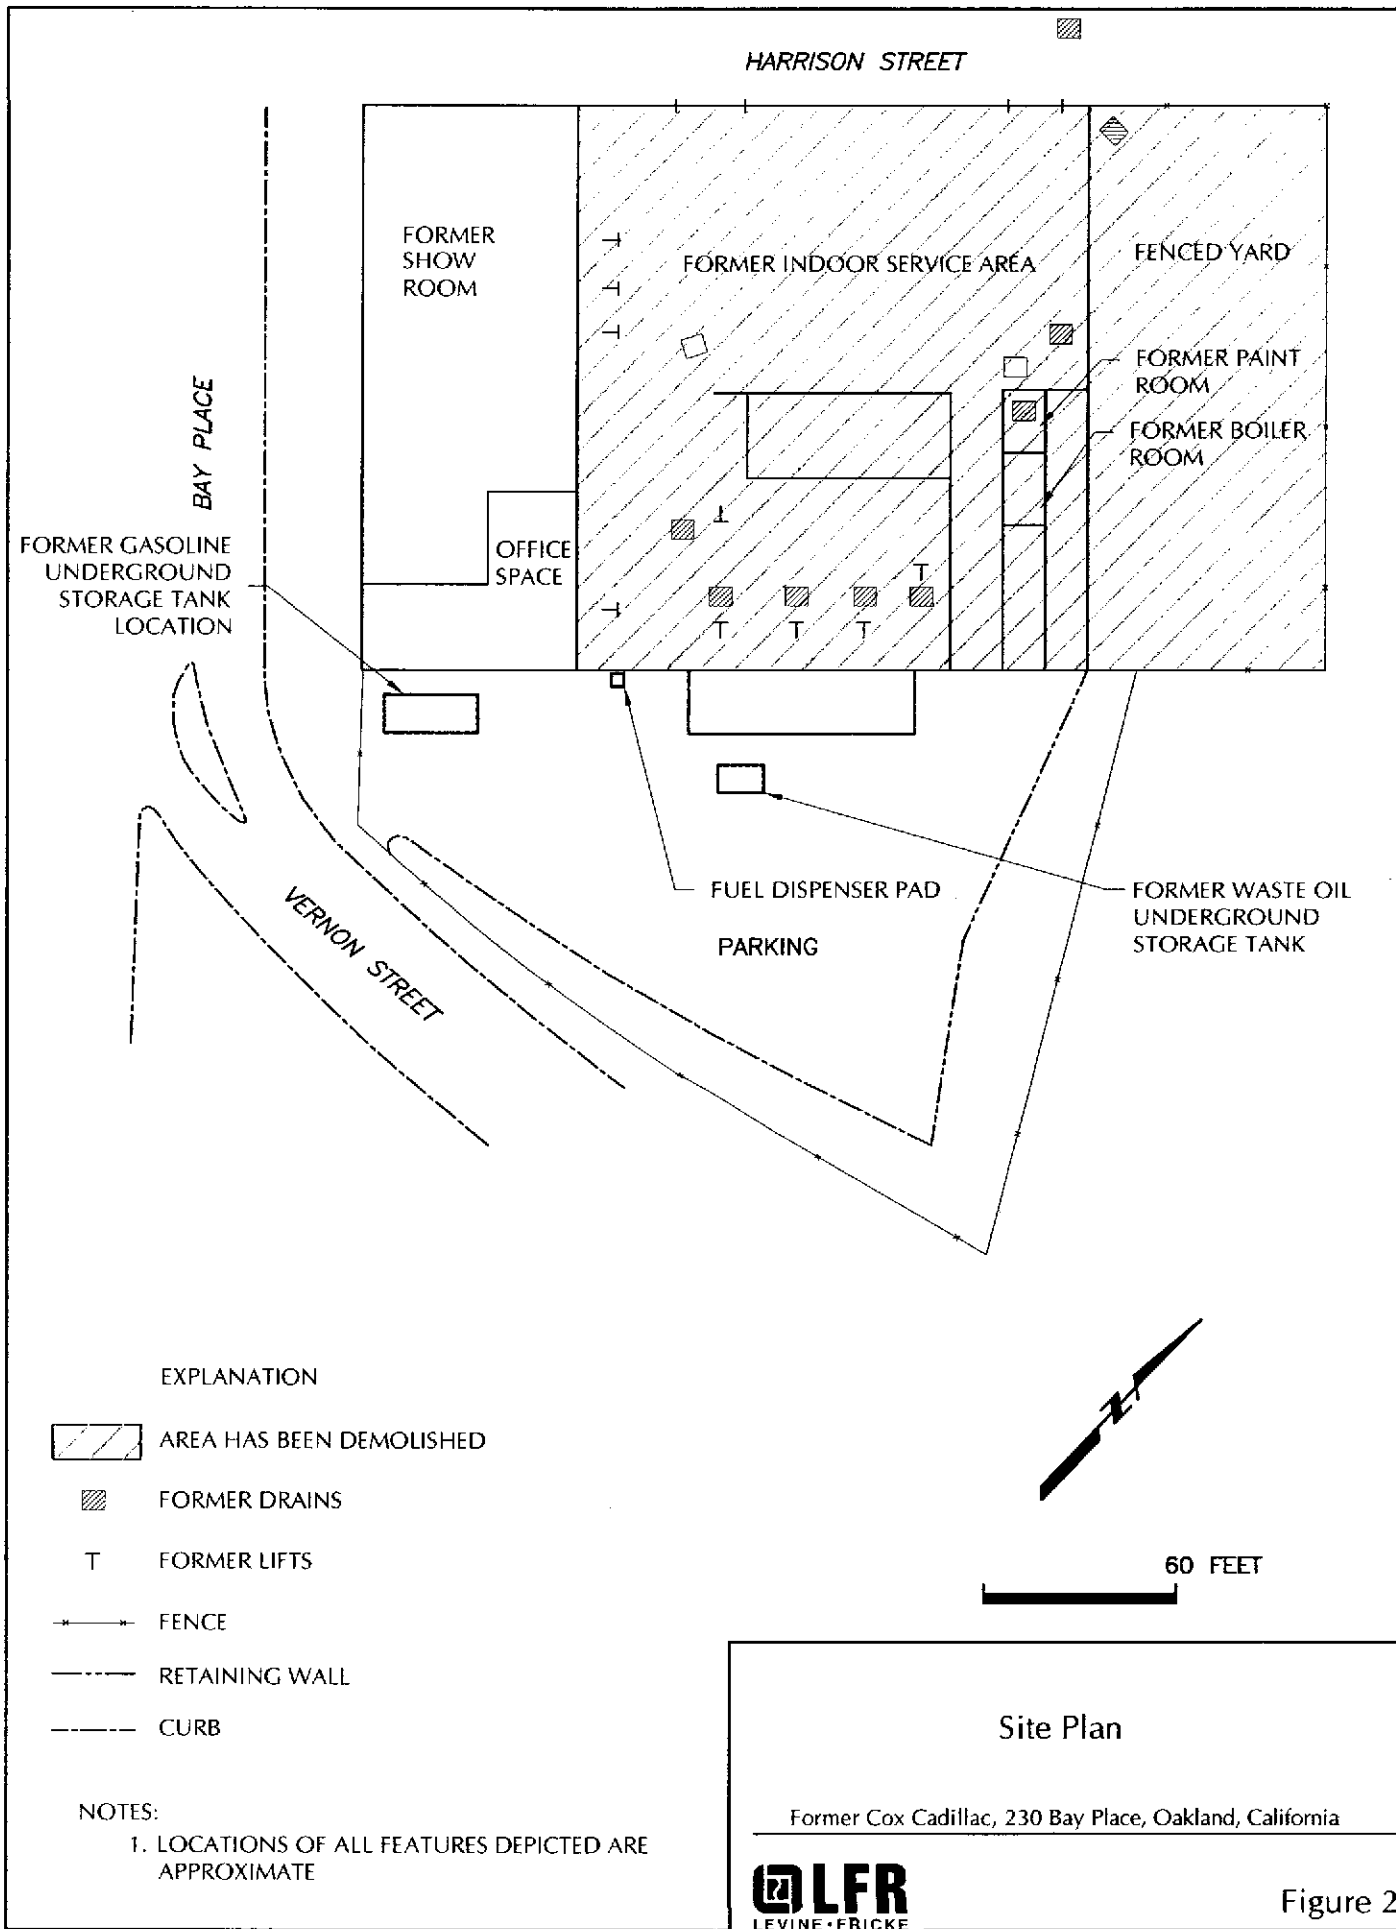 HARRISON STREET
FORMER
SHOW
ROOM
FORMER INDOOR SERVICE AREA
FENCED YARD
FORMER PAINT
ROOM
FORMER BOILER
ROOM
BAY PLACE
OFFICE
SPACE
FORMER GASOLINE
UNDERGROUND
STORAGE TANK
LOCATION
T
T
T
T
T
T
T
T
T
VERNON STREET
FUEL DISPENSER PAD
PARKING
FORMER WASTE OIL
UNDERGROUND
STORAGE TANK
EXPLANATION
AREA HAS BEEN DEMOLISHED
FORMER DRAINS
T FORMER LIFTS
FENCE
RETAINING WALL
CURB
N
60 FEET
NOTES:
1. LOCATIONS OF ALL FEATURES DEPICTED ARE
APPROXIMATE
Site Plan
Former Cox Cadillac, 230 Bay Place, Oakland, California
LFR
LEVINE·FRICKE
Figure 2